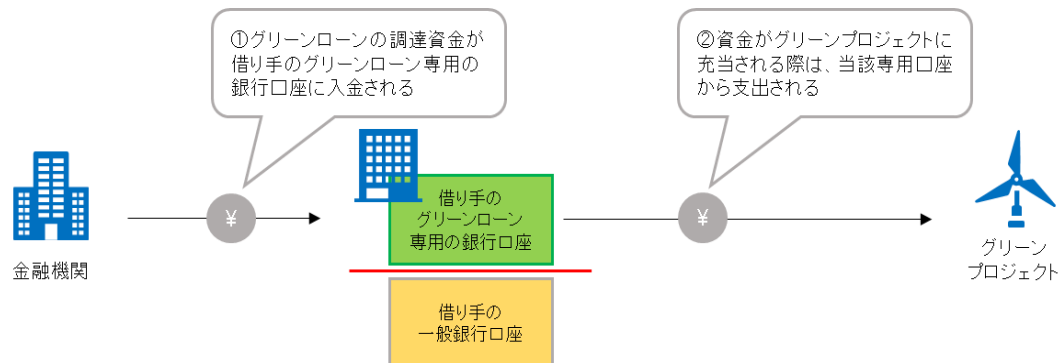 ①グリーンローンの調達資金が
借り手のグリーンローン専用の
銀行口座に入金される
②資金がグリーンプロジェクトに
充当される際は、当該専用口座
から支出される
¥
¥
借り手の
グリーンローン
専用の銀行口座
金融機関
グリーン
プロジェクト
借り手の
一般銀行口座